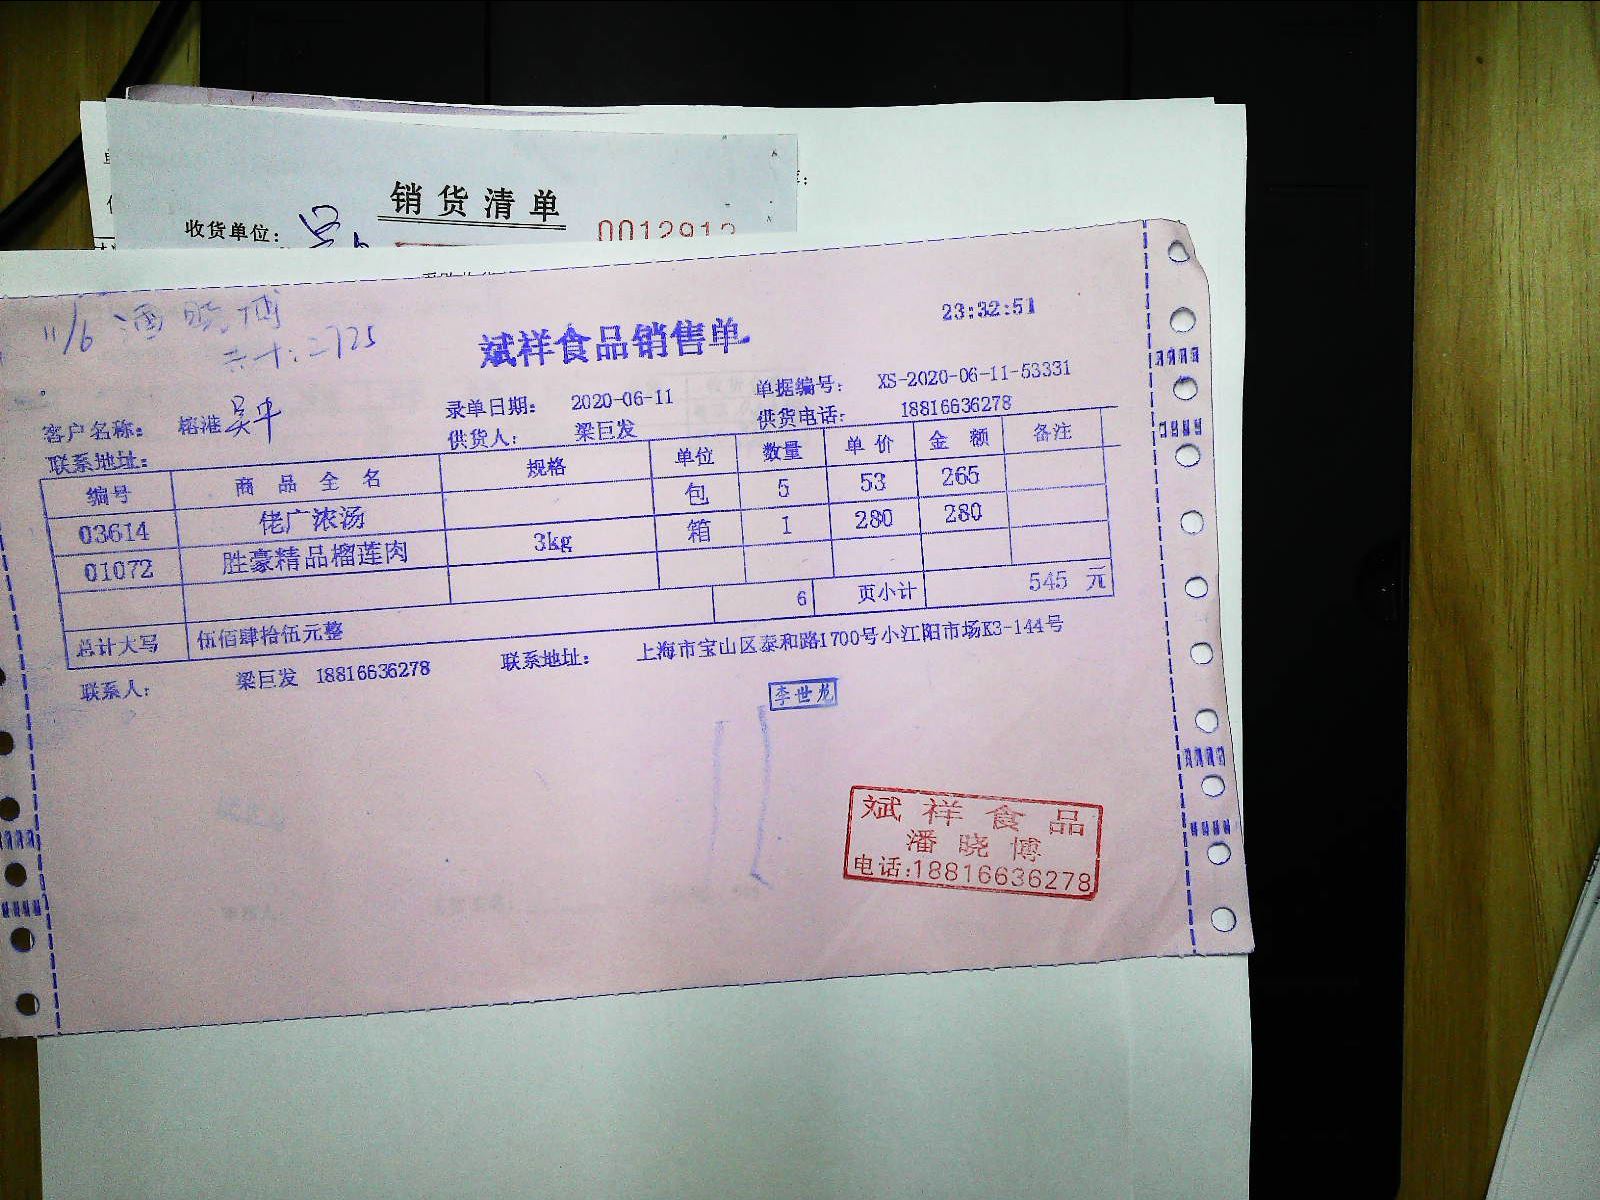 销货清单
收货单位:
0012912
11/6 潘晓博
23:32:51
斌祥食品销售单
录单日期: 2020-06-11 单据编号: XS-2020-06-11-53331
客户名称: 榕港 吴平 供货人: 梁巨发 供货电话: 18816636278
联系地址:
编号 商品全名 规格 单位 数量 单价 金额 备注
03614 佬广浓汤 包 5 53 265
01072 胜豪精品榴莲肉 3kg 箱 1 280 280
6 页小计 545 元
总计大写 伍佰肆拾伍元整
联系人: 梁巨发 18816636278 联系地址: 上海市宝山区泰和路1700号小江阳市场K3-144号
李世龙
斌祥食品
潘晓博
电话:18816636278